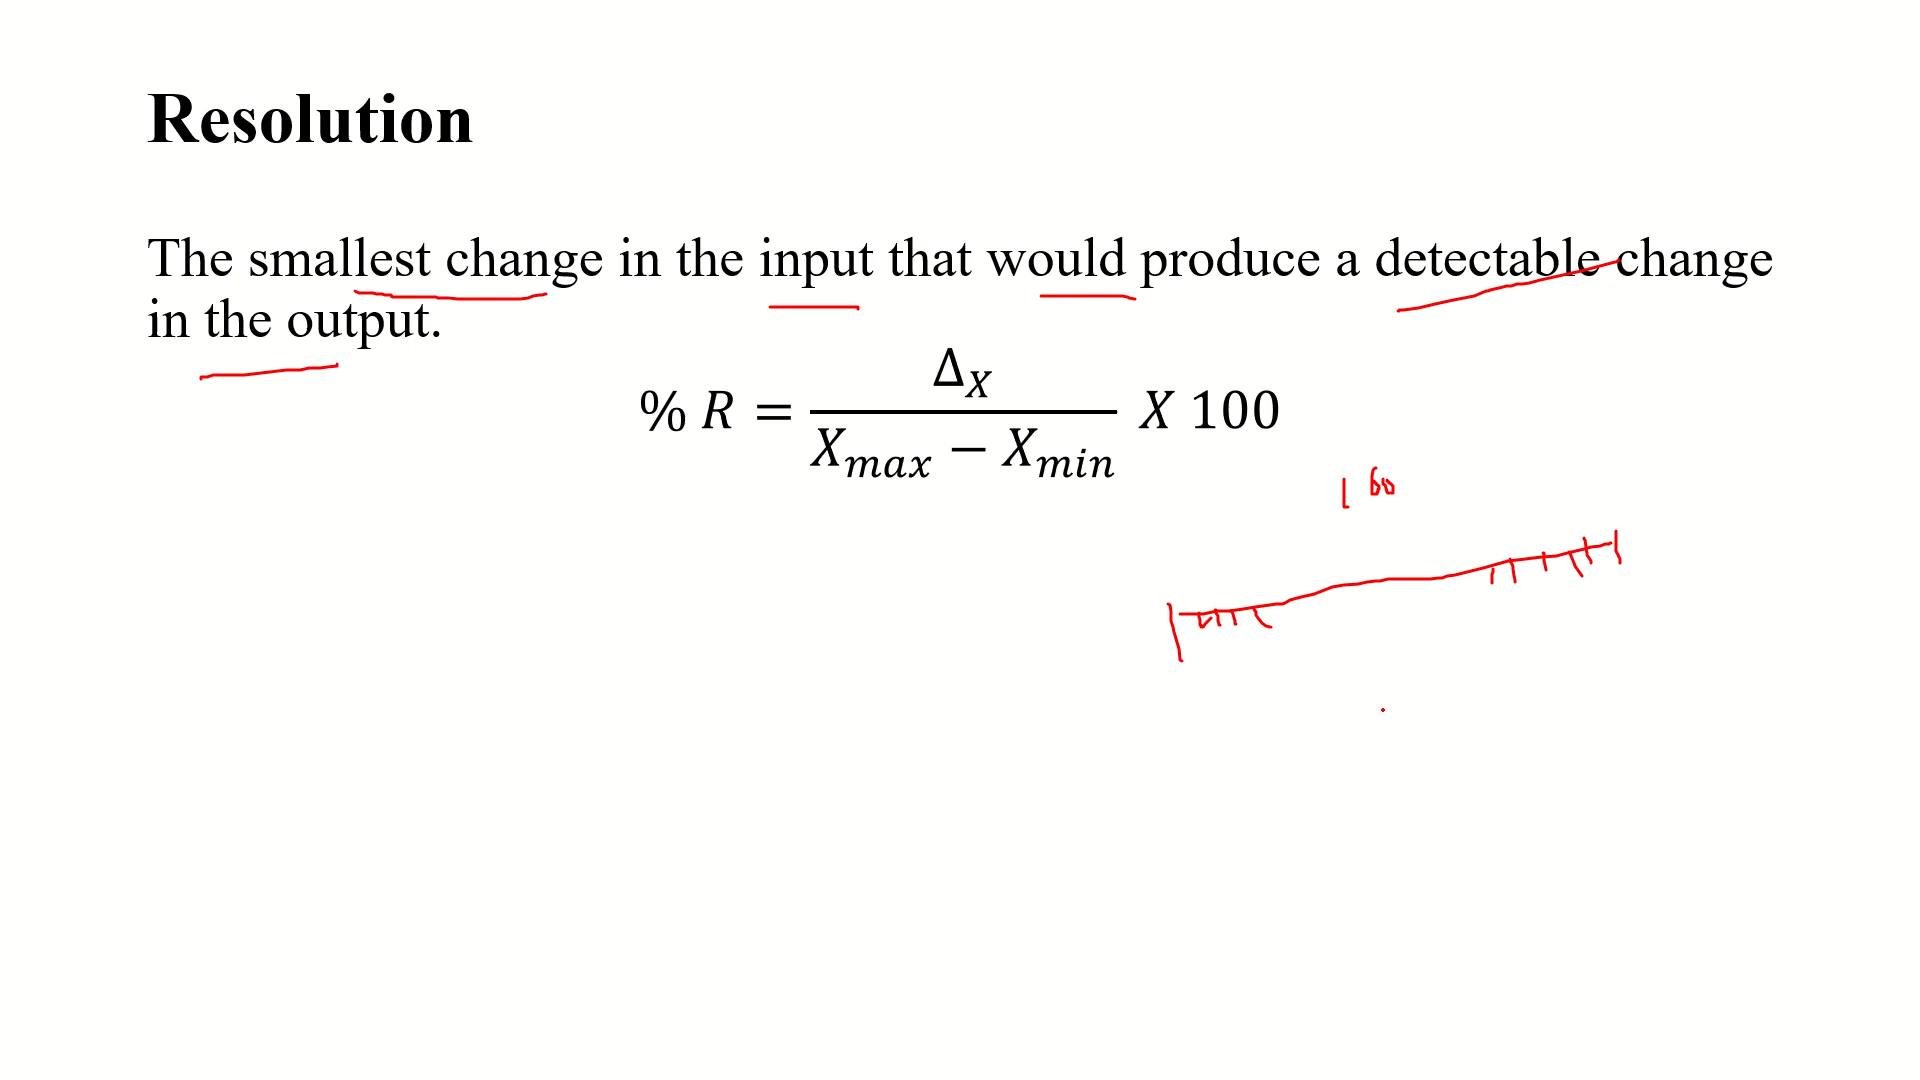 Resolution
The smallest change in the input that would produce a detectable change
in the output.
% R = Δ_X / (X_max − X_min) X 100
100